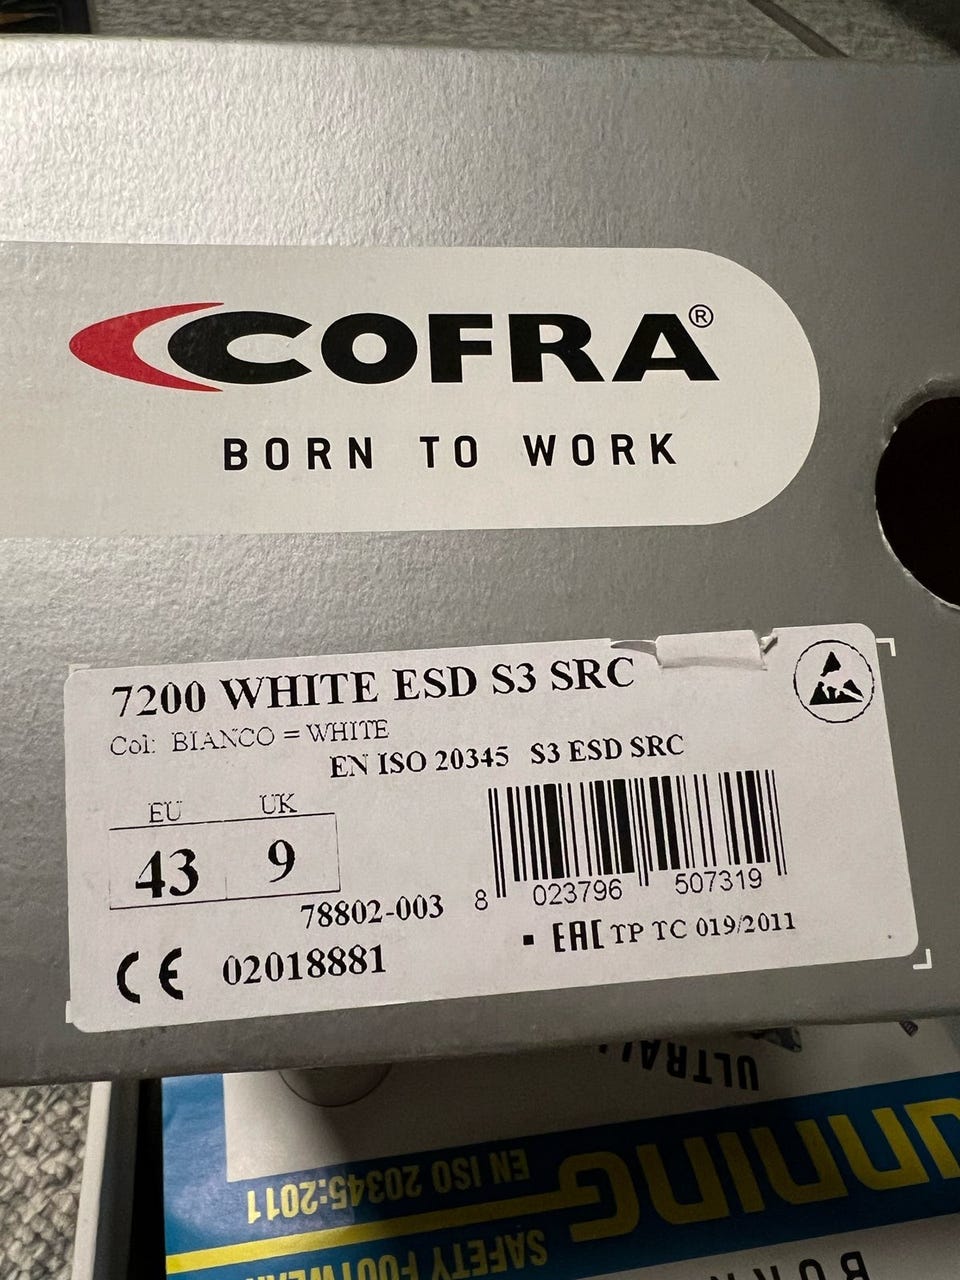 COFRA®
BORN TO WORK
7200 WHITE ESD S3 SRC
Col: BIANCO = WHITE
EN ISO 20345 S3 ESD SRC
EU UK
43 9
78802-003
8 023796 507319
EAC TP TC 019/2011
CE 02018881
EN ISO 20345:2011
SAFETY
BORN